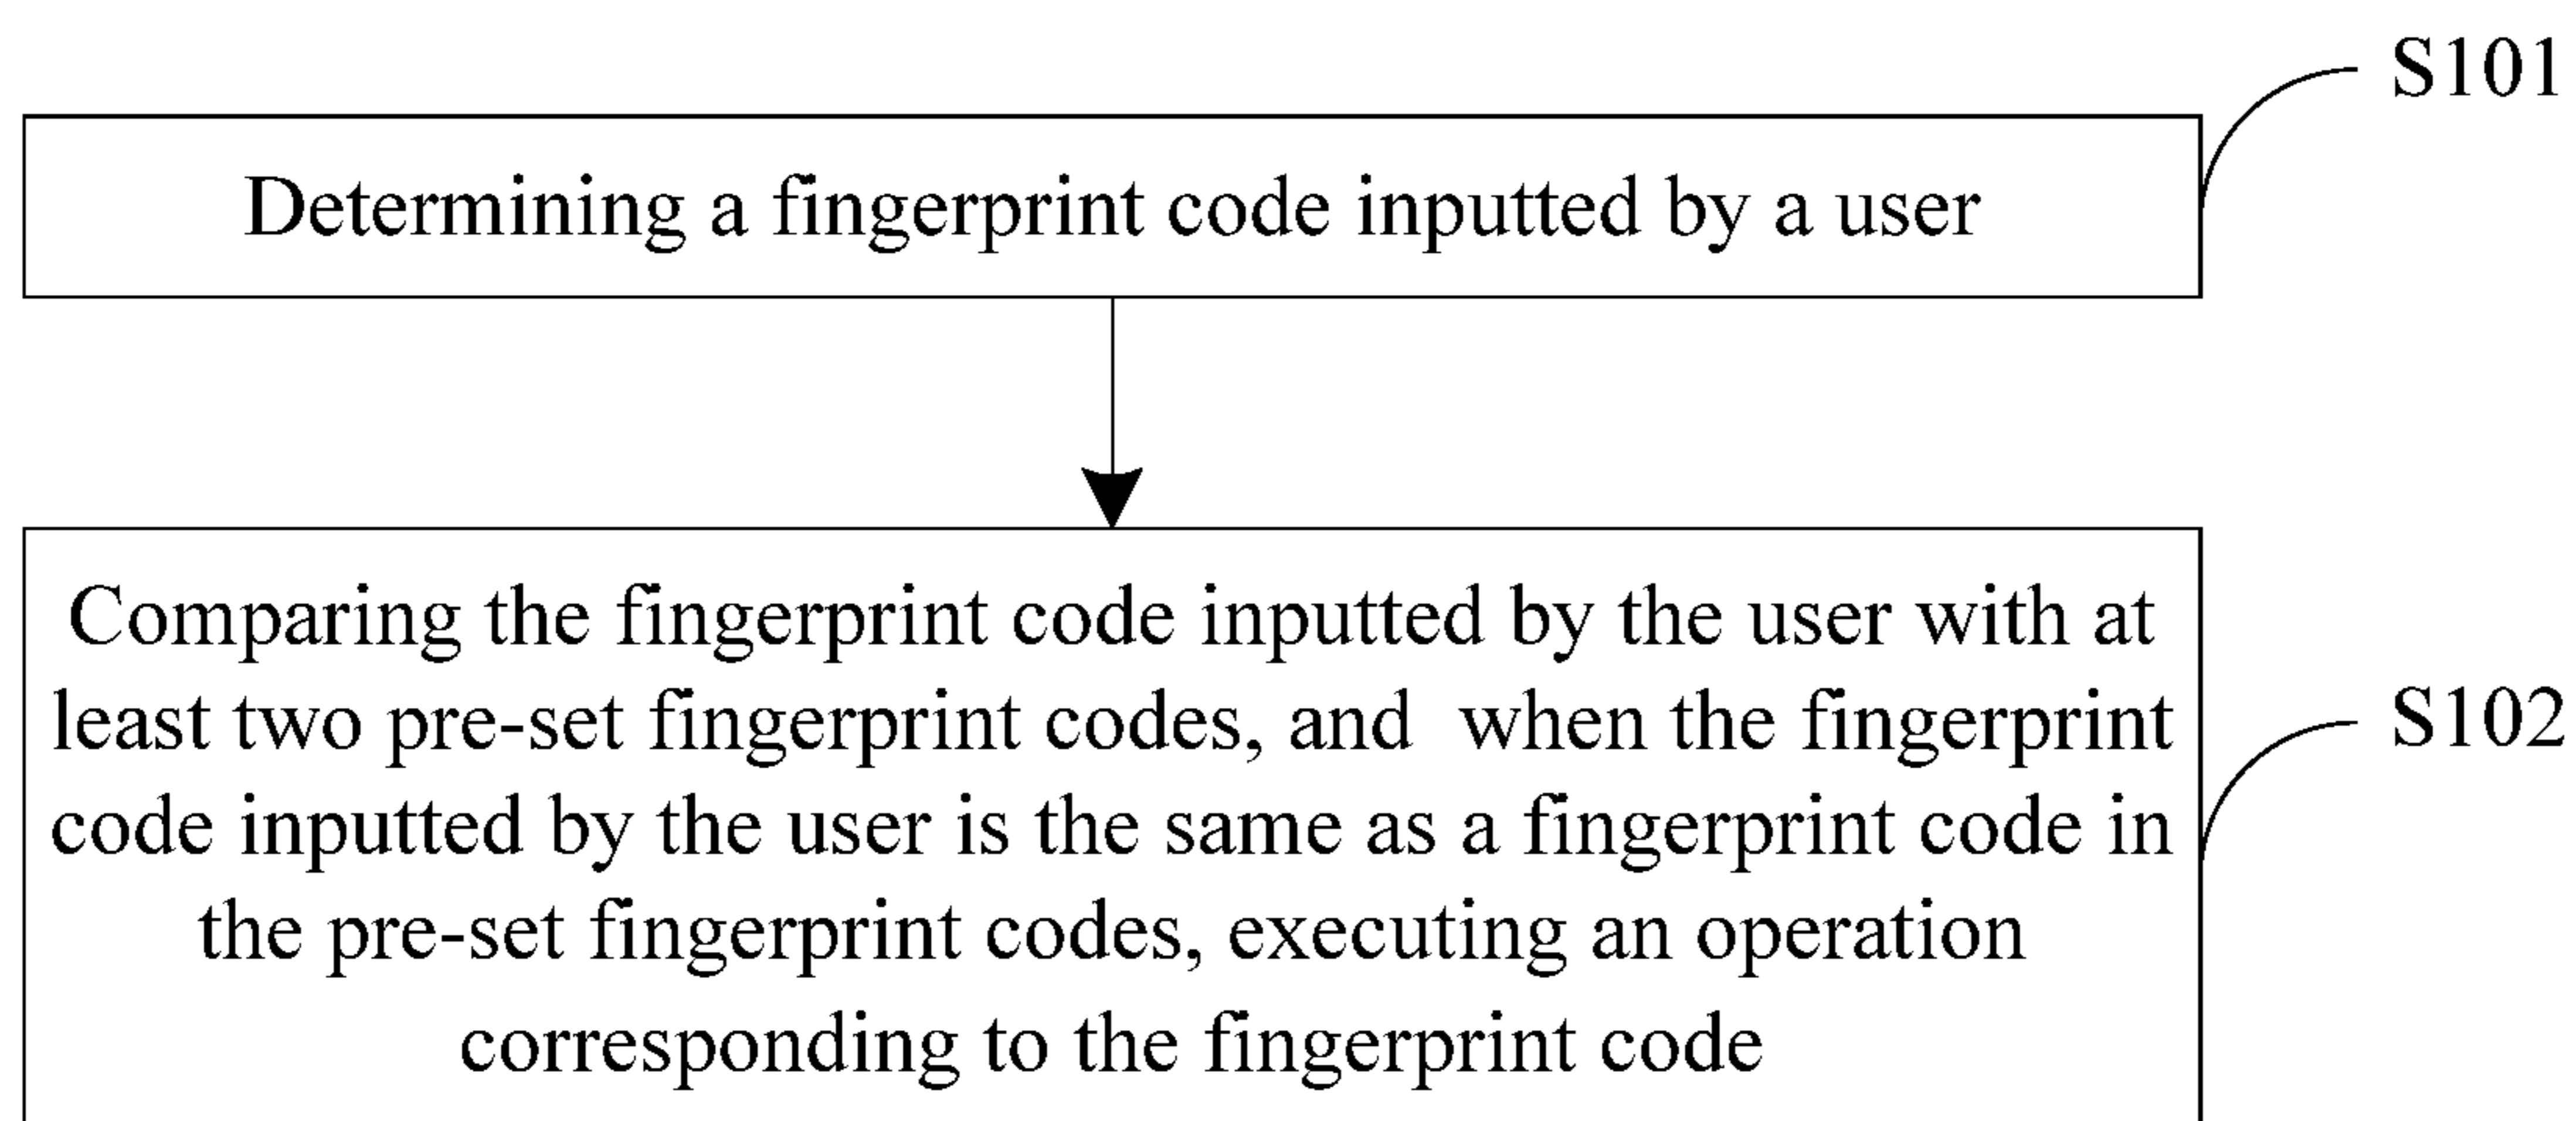 S101
Determining a fingerprint code inputted by a user
Comparing the fingerprint code inputted by the user with at
least two pre-set fingerprint codes, and when the fingerprint
code inputted by the user is the same as a fingerprint code in
the pre-set fingerprint codes, executing an operation
corresponding to the fingerprint code
S102